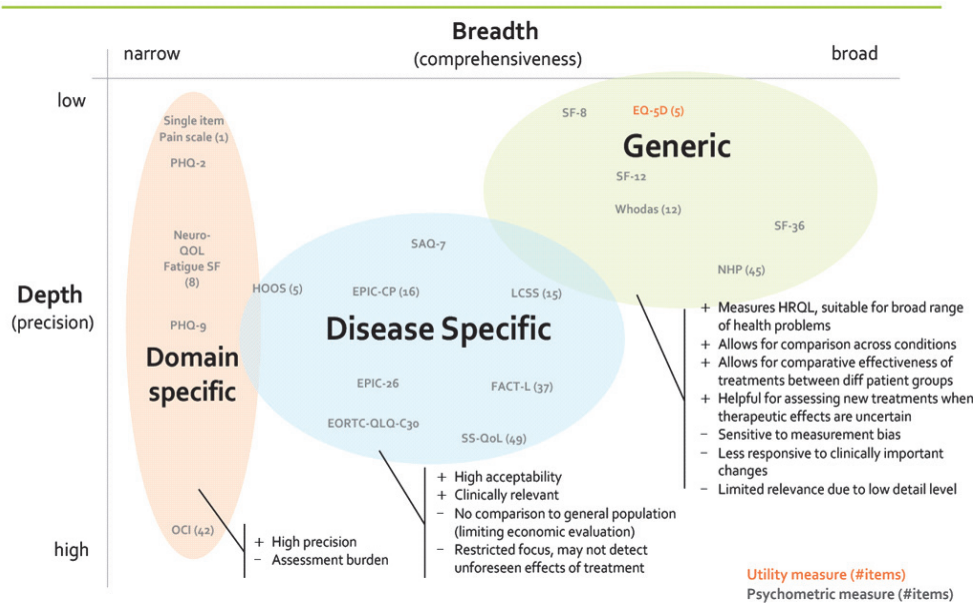 Breadth
(comprehensiveness)
narrow
broad
low
Depth
(precision)
high
Single item
Pain scale (1)
PHQ-2
Neuro-
QOL
Fatigue SF
(8)
PHQ-9
Domain
specific
OCI (42)
HOOS (5)
SAQ-7
EPIC-CP (16)
LCSS (15)
Disease Specific
EPIC-26
FACT-L (37)
EORTC-QLQ-C30
SS-QoL (49)
SF-8
EQ-5D (5)
Generic
SF-12
Whodas (12)
SF-36
NHP (45)
+ Measures HRQL, suitable for broad range
of health problems
+ Allows for comparison across conditions
+ Allows for comparative effectiveness of
treatments between diff patient groups
+ Helpful for assessing new treatments when
therapeutic effects are uncertain
− Sensitive to measurement bias
− Less responsive to clinically important
changes
− Limited relevance due to low detail level
+ High acceptability
+ Clinically relevant
− No comparison to general population
(limiting economic evaluation)
− Restricted focus, may not detect
unforeseen effects of treatment
+ High precision
− Assessment burden
Utility measure (#items)
Psychometric measure (#items)